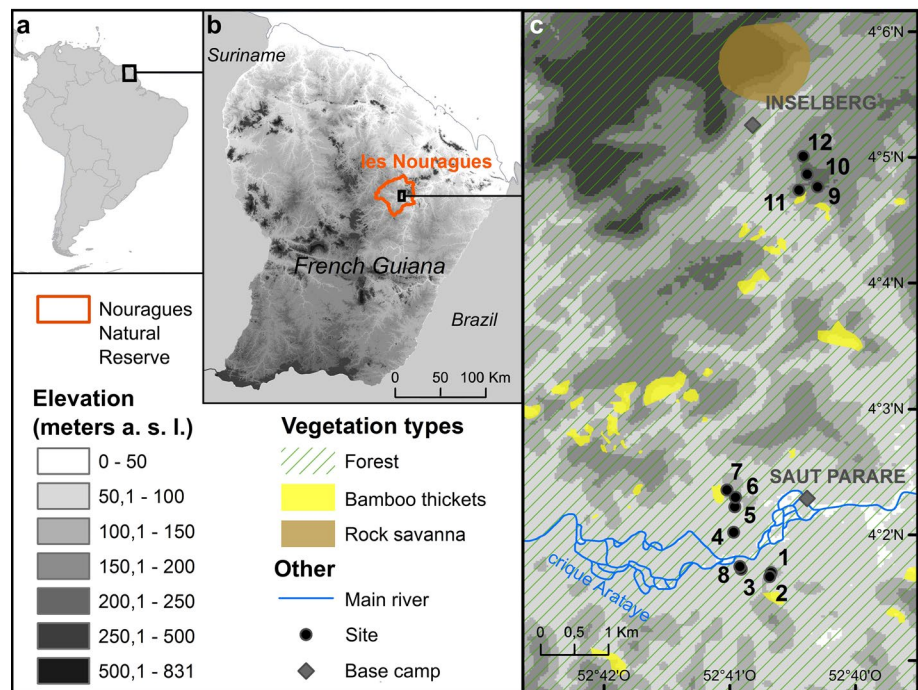 a
b
Suriname
les Nouragues
French Guiana
Brazil
0 50 100 Km
Nouragues
Natural
Reserve
Elevation
(meters a. s. l.)
0 - 50
50,1 - 100
100,1 - 150
150,1 - 200
200,1 - 250
250,1 - 500
500,1 - 831
Vegetation types
Forest
Bamboo thickets
Rock savanna
Other
Main river
Site
Base camp
c
4°6'N
INSELBERG
12
4°5'N
10
11
9
4°4'N
4°3'N
SAUT PARARE
7
6
5
4°2'N
4
1
8
3
2
crique Arataye
0 0,5 1 Km
52°42'O 52°41'O 52°40'O